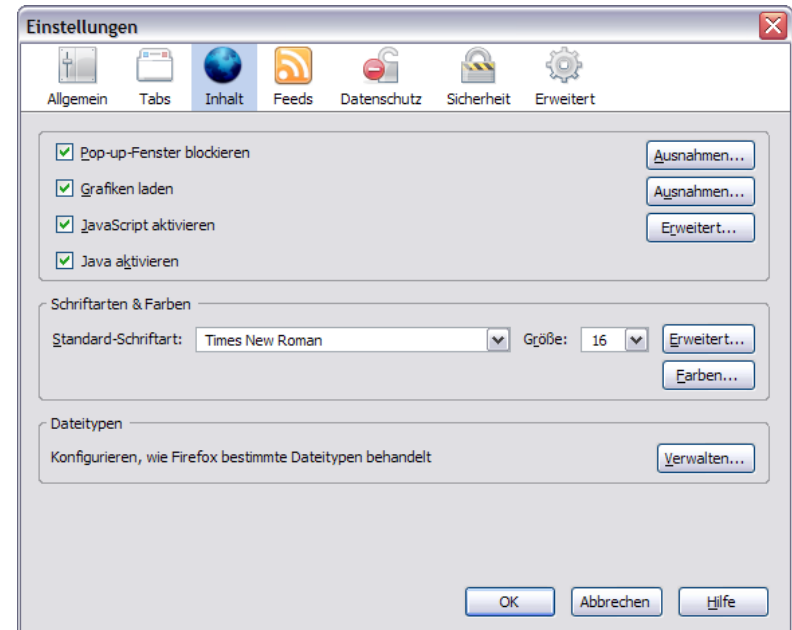 Einstellungen
Allgemein Tabs Inhalt Feeds Datenschutz Sicherheit Erweitert
Pop-up-Fenster blockieren Ausnahmen...
Grafiken laden Ausnahmen...
JavaScript aktivieren Erweitert...
Java aktivieren
Schriftarten & Farben
Standard-Schriftart: Times New Roman Größe: 16 Erweitert...
Farben...
Dateitypen
Konfigurieren, wie Firefox bestimmte Dateitypen behandelt Verwalten...
OK Abbrechen Hilfe